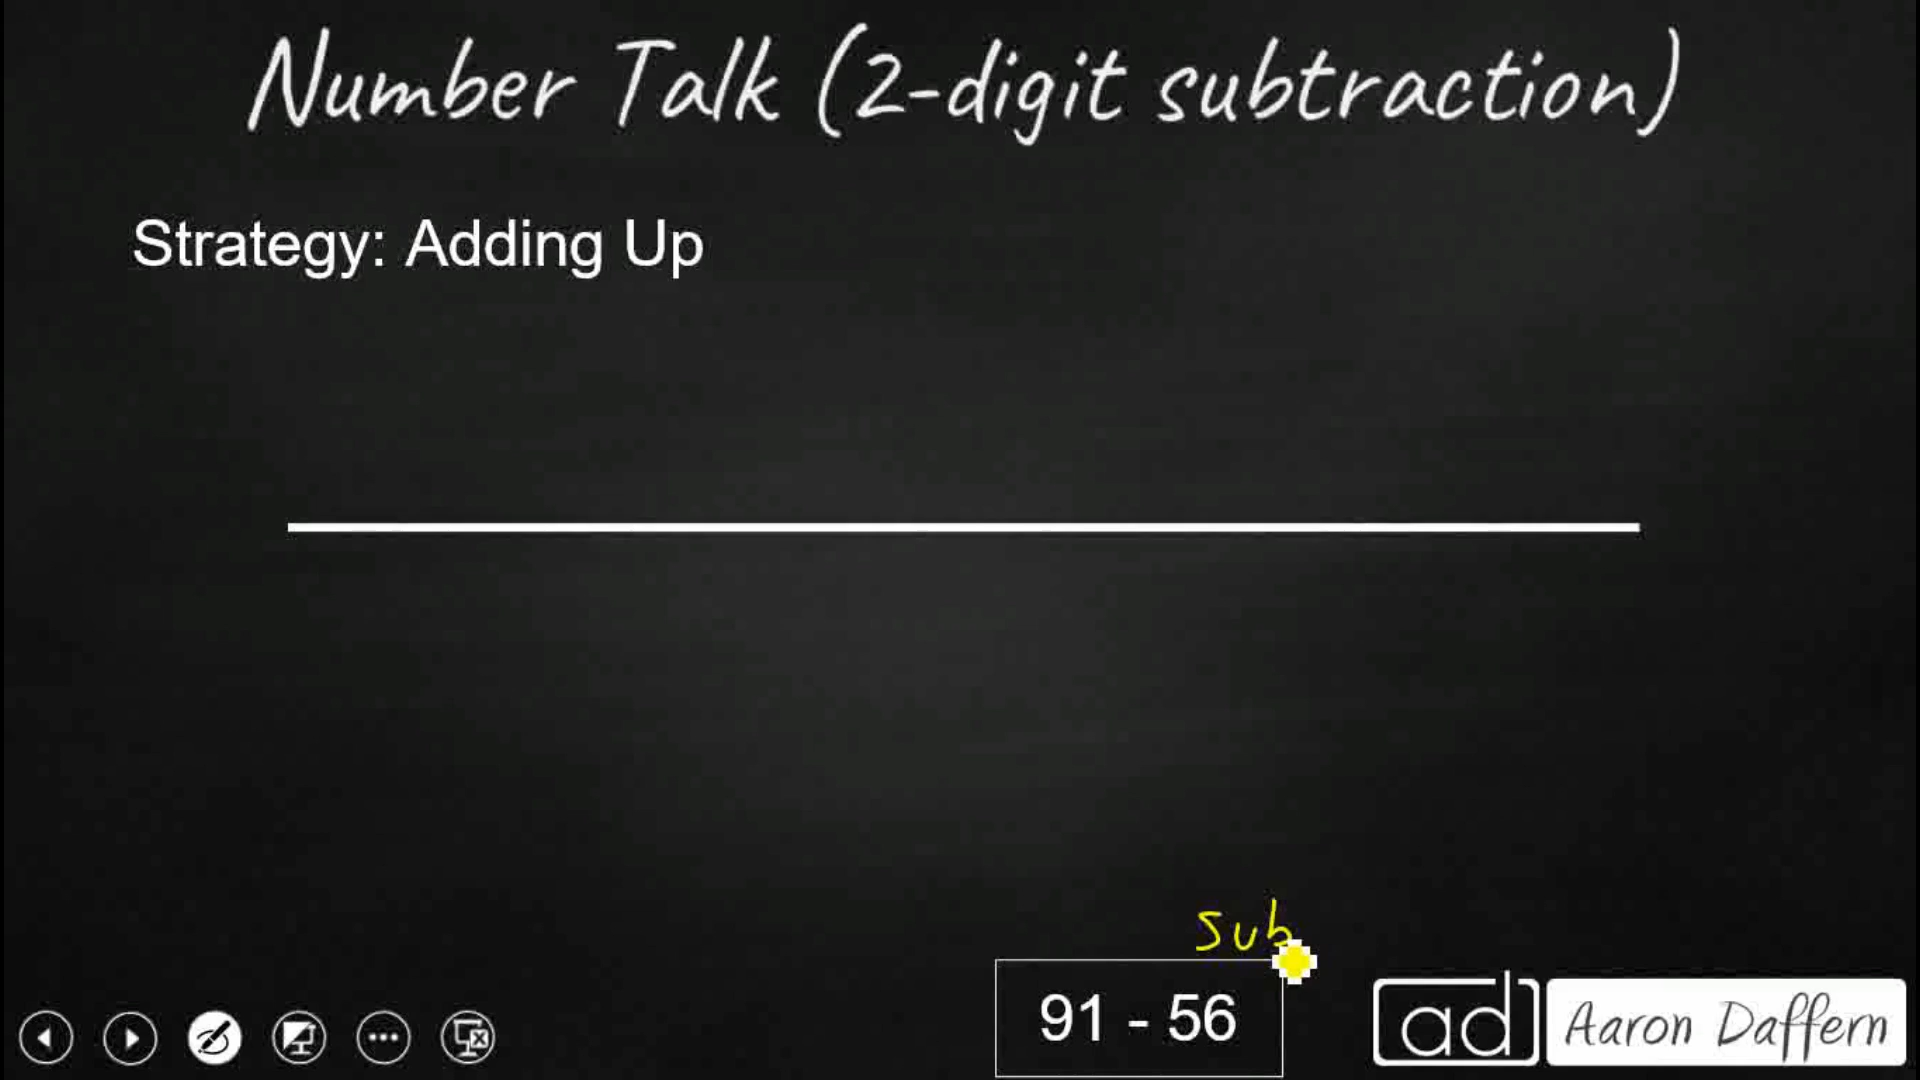 Number Talk (2-digit subtraction)
Strategy: Adding Up
sub
91 - 56
ad Aaron Daffern